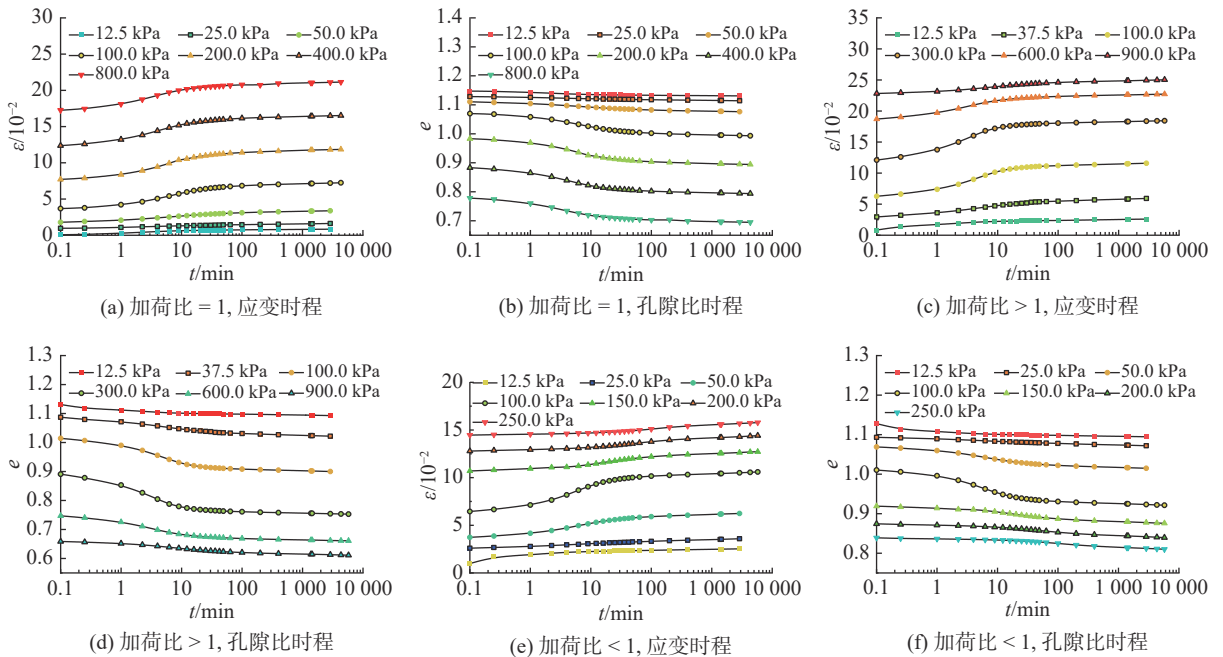 30
25
20
15
10
5
0
ε/10⁻²
12.5 kPa 25.0 kPa 50.0 kPa
100.0 kPa 200.0 kPa 400.0 kPa
800.0 kPa
0.1 1 10 100 1 000 10 000
t/min
(a) 加荷比 = 1, 应变时程
1.4
1.3
1.2
1.1
1.0
0.9
0.8
0.7
e
12.5 kPa 25.0 kPa 50.0 kPa
100.0 kPa 200.0 kPa 400.0 kPa
800.0 kPa
0.1 1 10 100 1 000 10 000
t/min
(b) 加荷比 = 1, 孔隙比时程
35
30
25
20
15
10
5
0
ε/10⁻²
12.5 kPa 37.5 kPa 100.0 kPa
300.0 kPa 600.0 kPa 900.0 kPa
0.1 1 10 100 1 000 10 000
t/min
(c) 加荷比 > 1, 应变时程
1.3
1.2
1.1
1.0
0.9
0.8
0.7
0.6
e
12.5 kPa 37.5 kPa 100.0 kPa
300.0 kPa 600.0 kPa 900.0 kPa
0.1 1 10 100 1 000 10 000
t/min
(d) 加荷比 > 1, 孔隙比时程
20
15
10
5
0
ε/10⁻²
12.5 kPa 25.0 kPa 50.0 kPa
100.0 kPa 150.0 kPa 200.0 kPa
250.0 kPa
0.1 1 10 100 1 000 10 000
t/min
(e) 加荷比 < 1, 应变时程
1.3
1.2
1.1
1.0
0.9
0.8
e
12.5 kPa 25.0 kPa 50.0 kPa
100.0 kPa 150.0 kPa 200.0 kPa
250.0 kPa
0.1 1 10 100 1 000 10 000
t/min
(f) 加荷比 < 1, 孔隙比时程